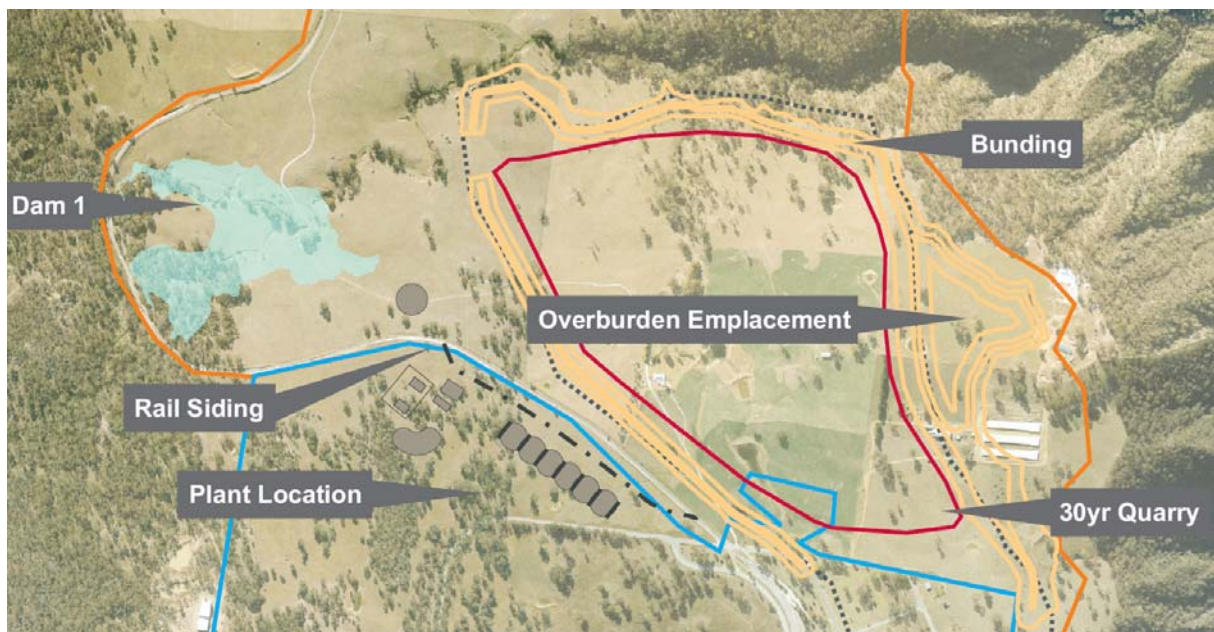 Bunding
Dam 1
Overburden Emplacement
Rail Siding
Plant Location
30yr Quarry